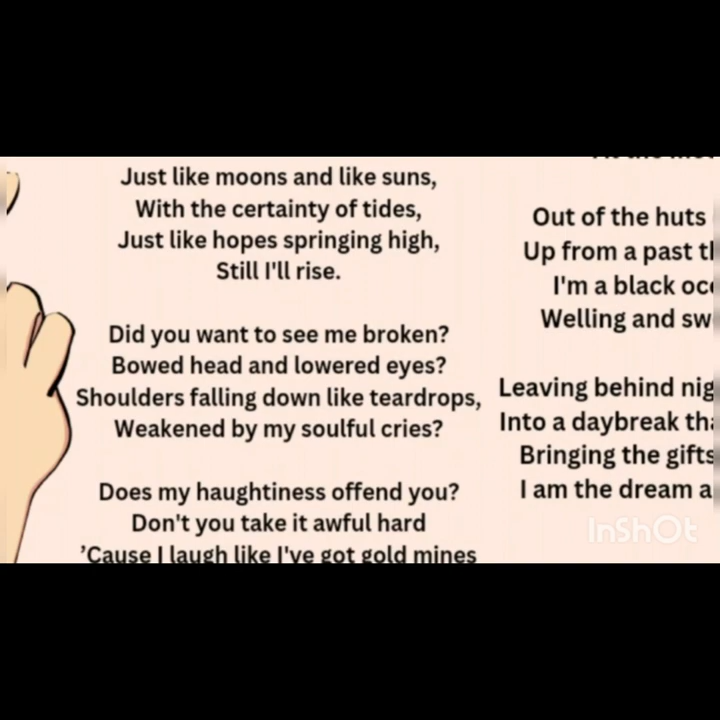 Just like moons and like suns,
With the certainty of tides,
Just like hopes springing high,
Still I'll rise.
Did you want to see me broken?
Bowed head and lowered eyes?
Shoulders falling down like teardrops,
Weakened by my soulful cries?
Does my haughtiness offend you?
Don't you take it awful hard
’Cause I laugh like I've got gold mines
Out of the huts
Up from a past
I'm a black
Welling and
Leaving behind
Into a daybreak
Bringing the gifts
I am the dream
InShOt